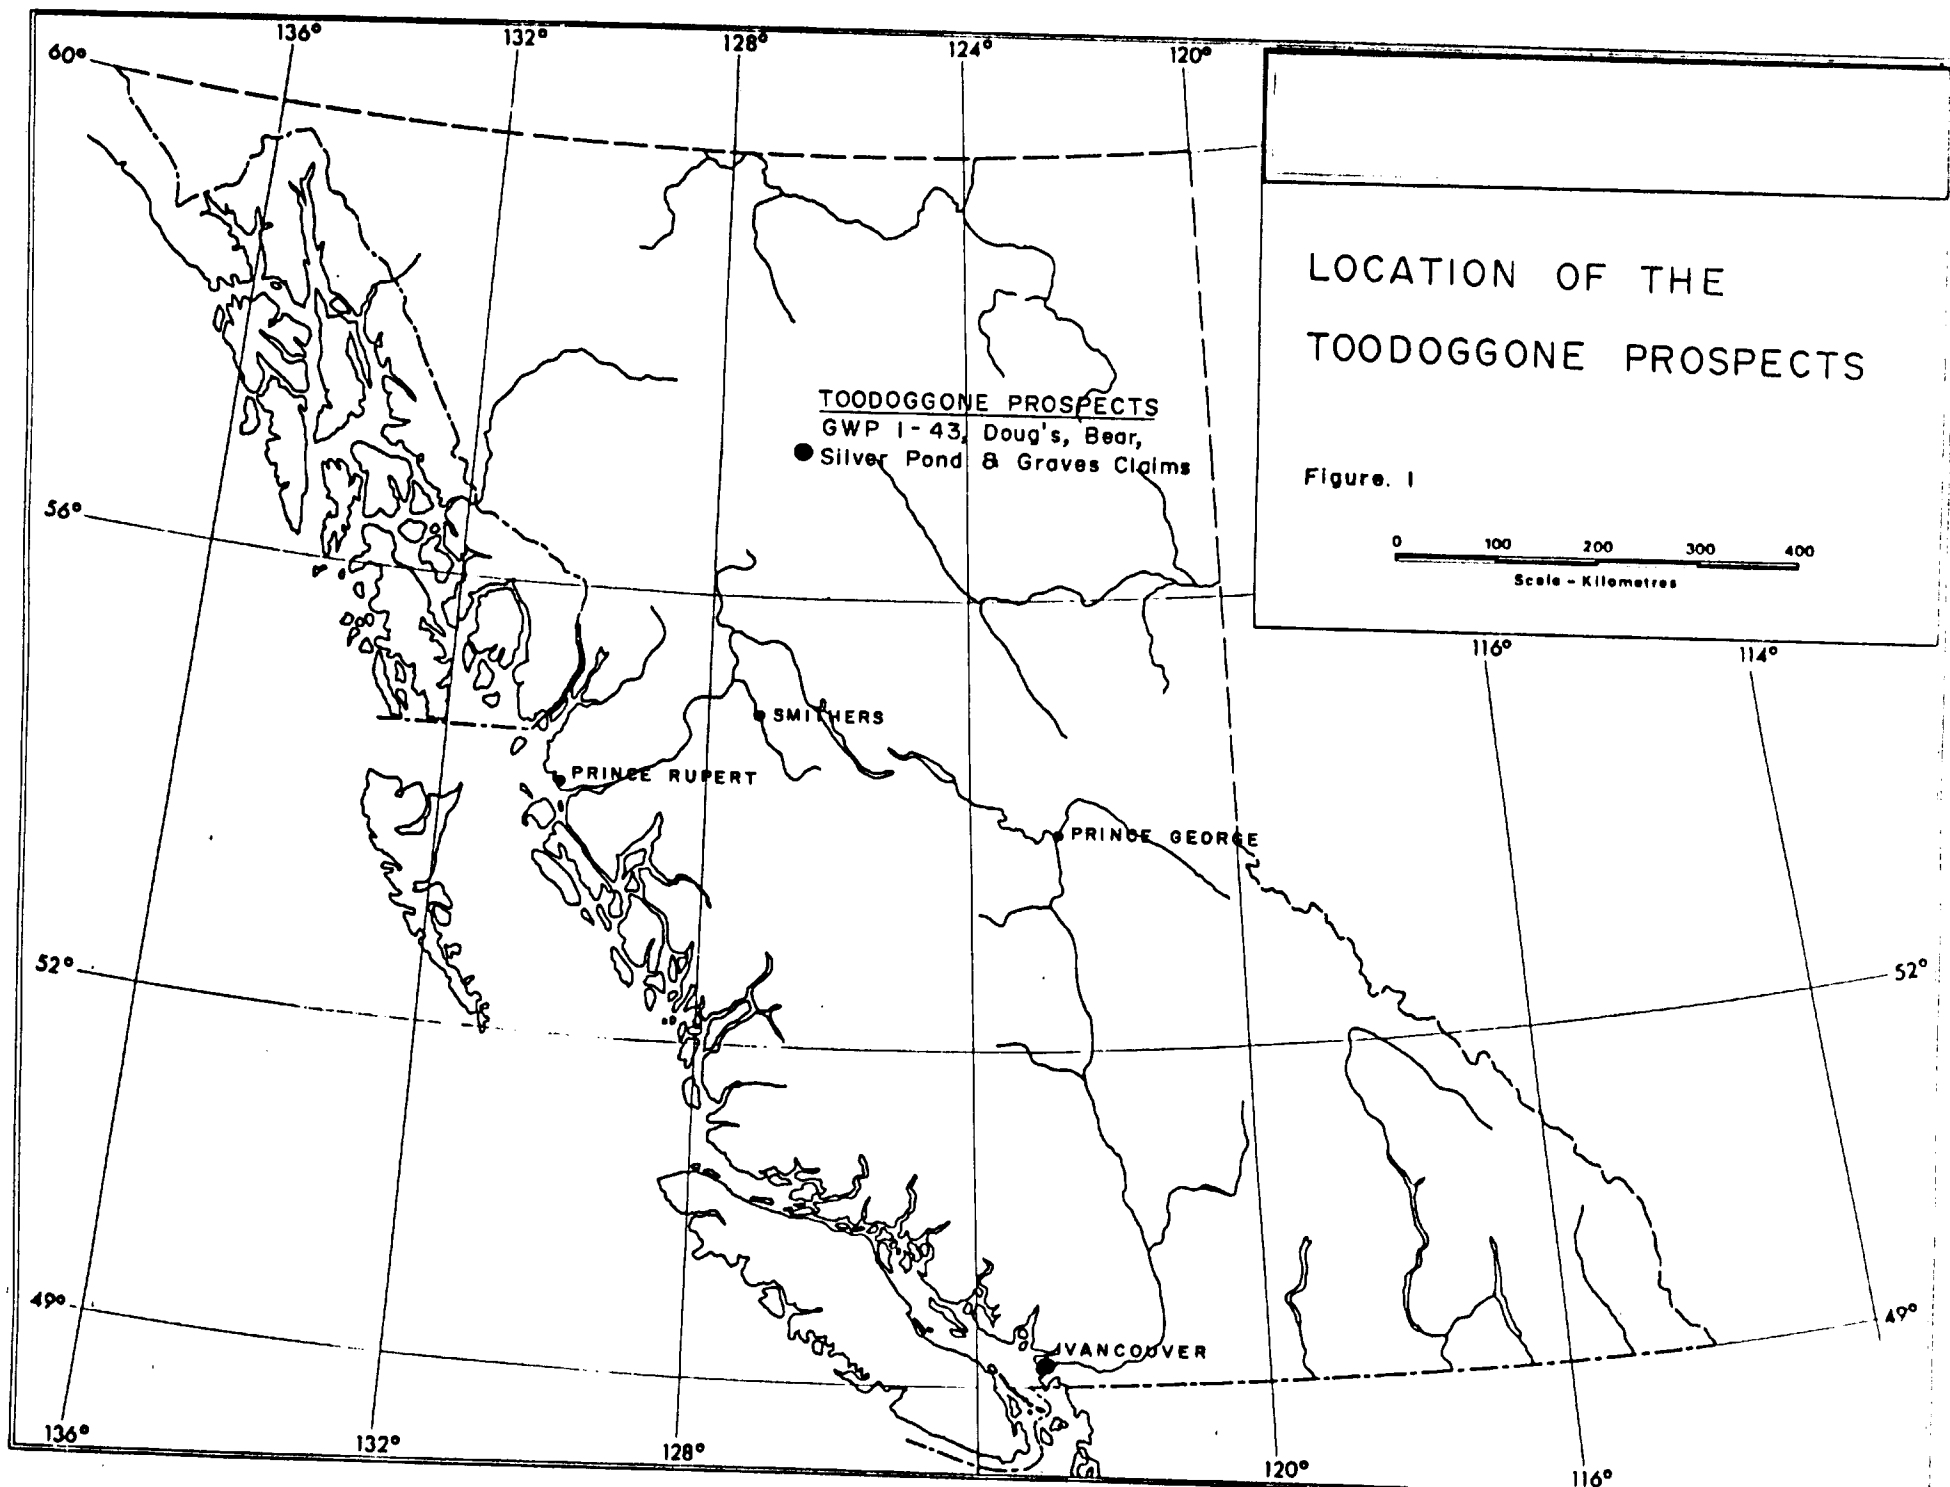 136°
132°
128°
124°
120°
60°
LOCATION OF THE
TOODOGGONE PROSPECTS
Figure. 1
0 100 200 300 400
Scale - Kilometres
TOODOGGONE PROSPECTS
GWP 1-43, Doug's, Bear,
Silver Pond & Graves Claims
56°
116°
114°
SMITHERS
PRINCE RUPERT
PRINCE GEORGE
52°
52°
49°
49°
VANCOUVER
136°
132°
128°
120°
116°